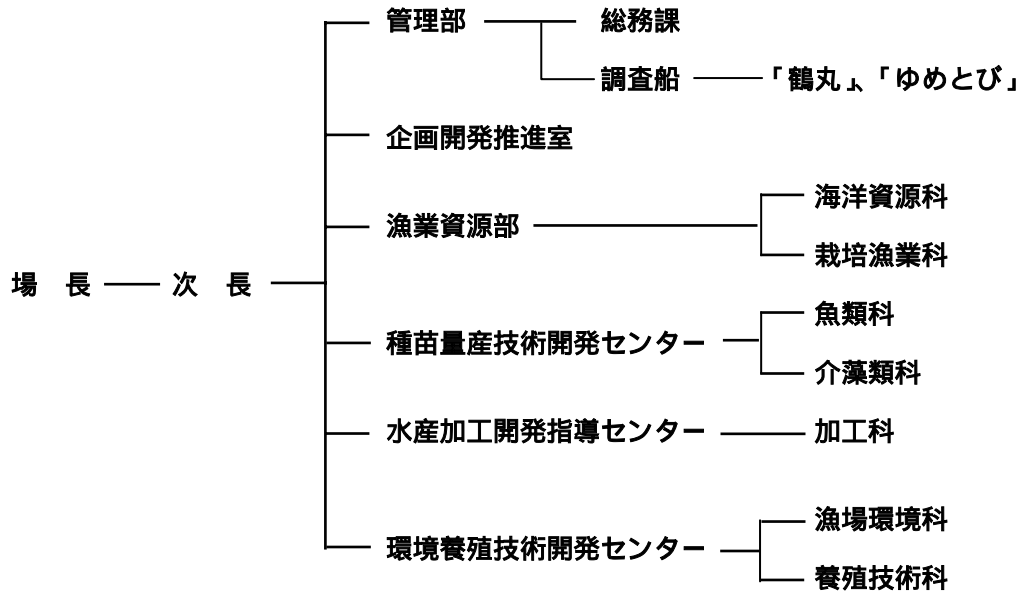 管理部 総務課
調査船 「鶴丸」、「ゆめとび」
企画開発推進室
海洋資源科
漁業資源部
栽培漁業科
場 長 次 長
魚類科
種苗量産技術開発センター
介藻類科
水産加工開発指導センター 加工科
漁場環境科
環境養殖技術開発センター
養殖技術科